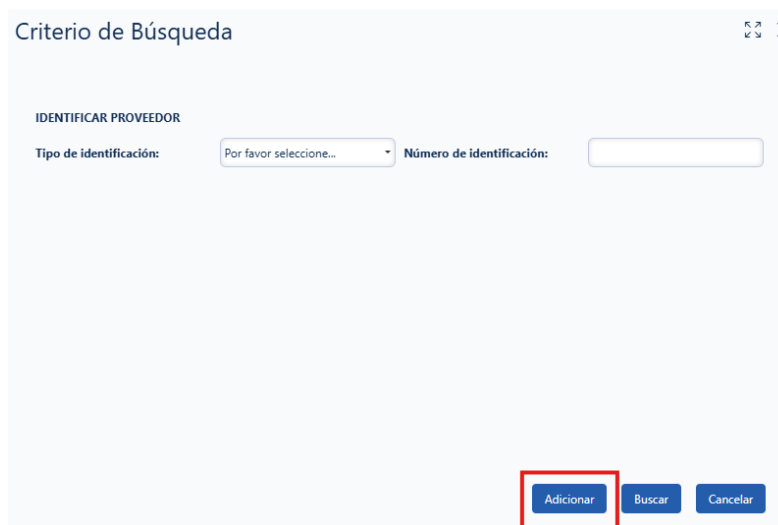 Criterio de Búsqueda
IDENTIFICAR PROVEEDOR
Tipo de identificación: Por favor seleccione... Número de identificación:
Adicionar Buscar Cancelar